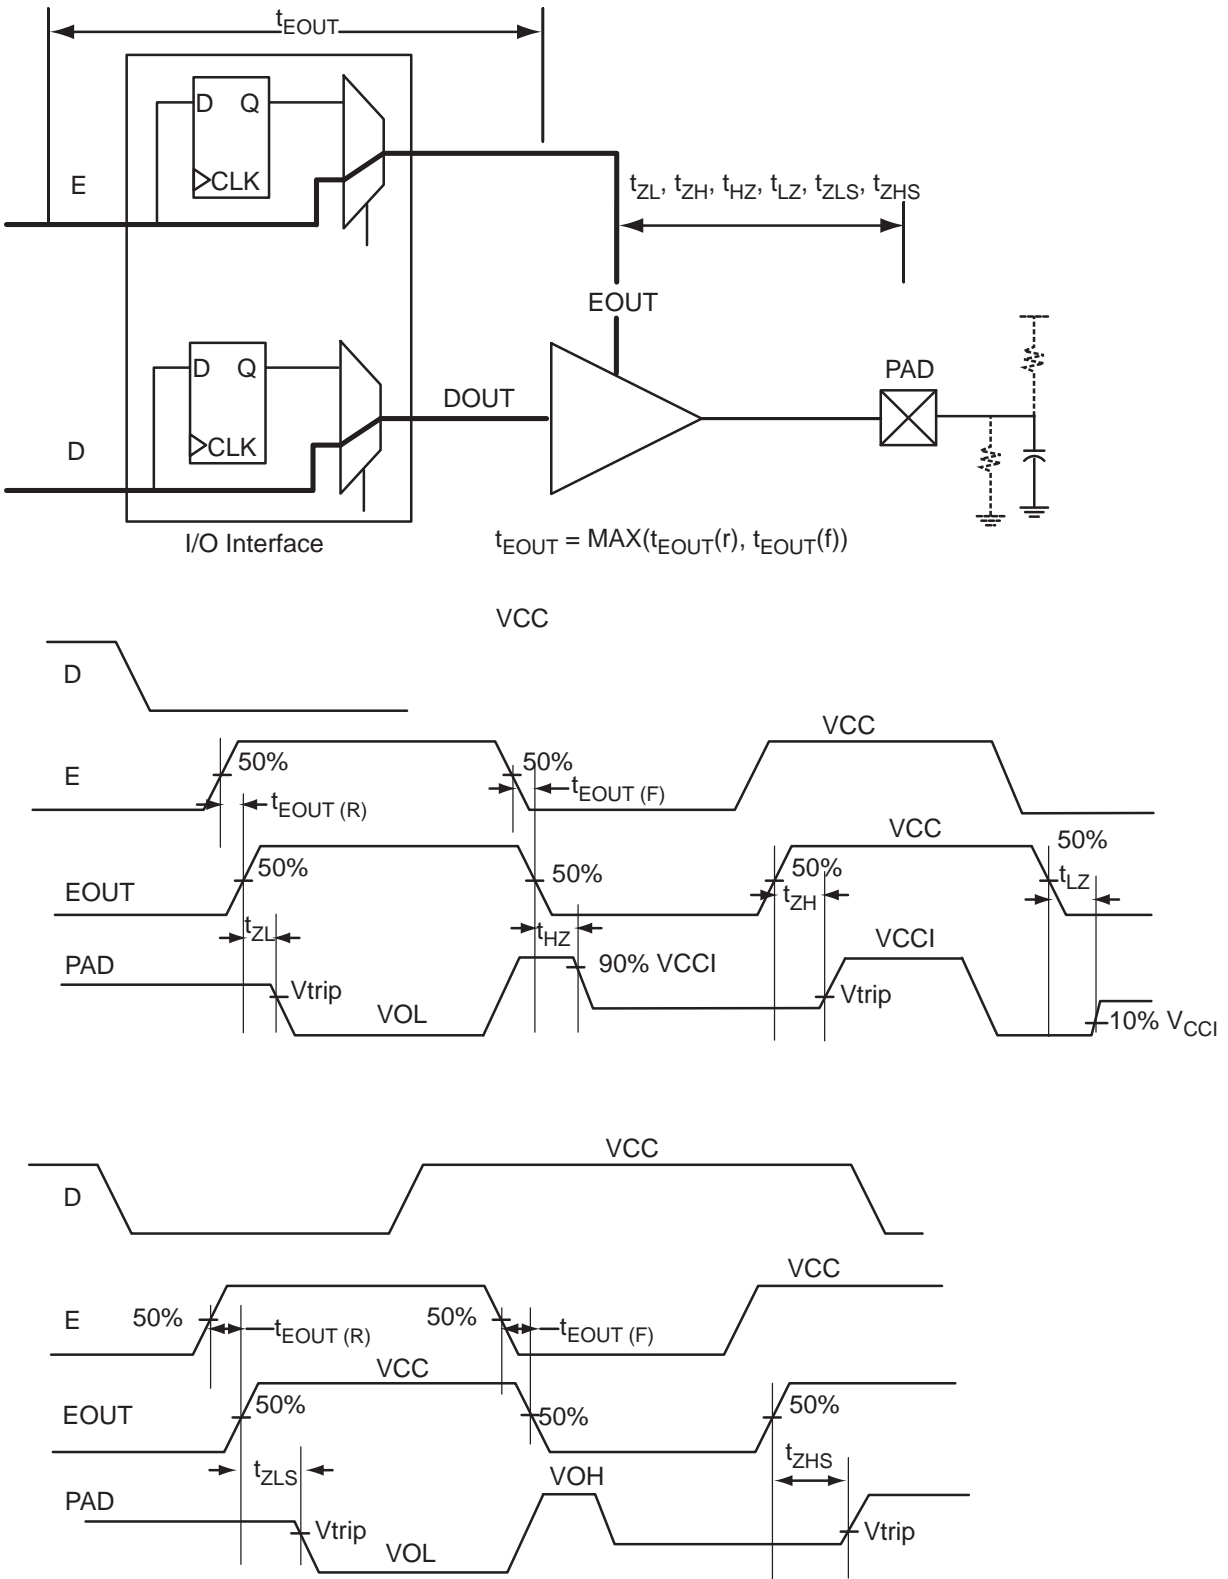 tEOUT
D Q
CLK
E
tZL, tZH, tHZ, tLZ, tZLS, tZHS
EOUT
D Q
CLK
DOUT
PAD
D
I/O Interface
tEOUT = MAX(tEOUT(r), tEOUT(f))
VCC
D
VCC
50%
50%
E
tEOUT (R)
tEOUT (F)
VCC
50%
50%
50%
50%
EOUT
tZL
tHZ
tZH
tLZ
VCCI
PAD
90% VCCI
Vtrip
Vtrip
VOL
10% VCCI
VCC
D
VCC
E
50%
50%
tEOUT (R)
tEOUT (F)
VCC
EOUT
50%
50%
50%
tZLS
tZHS
VOH
PAD
Vtrip
Vtrip
VOL